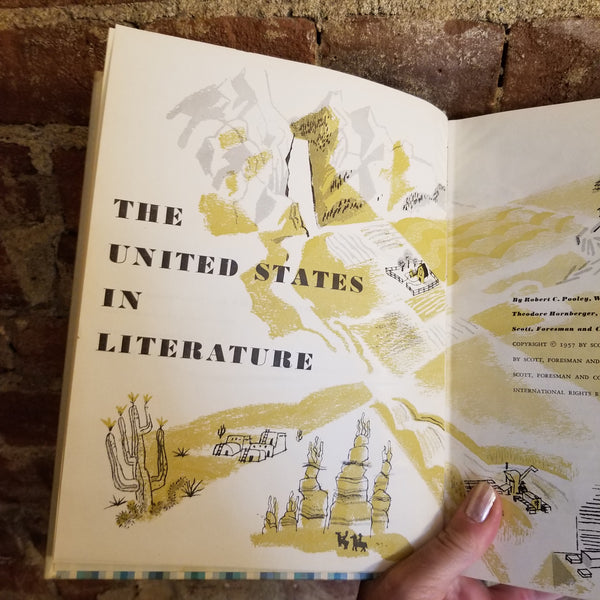 THE
UNITED STATES
IN
LITERATURE
By Robert C. Pooley,
Theodore Hornberger,
Scott, Foresman and
COPYRIGHT © 1957 BY
BY SCOTT, FORESMAN AND
SCOTT, FORESMAN AND
INTERNATIONAL RIGHTS